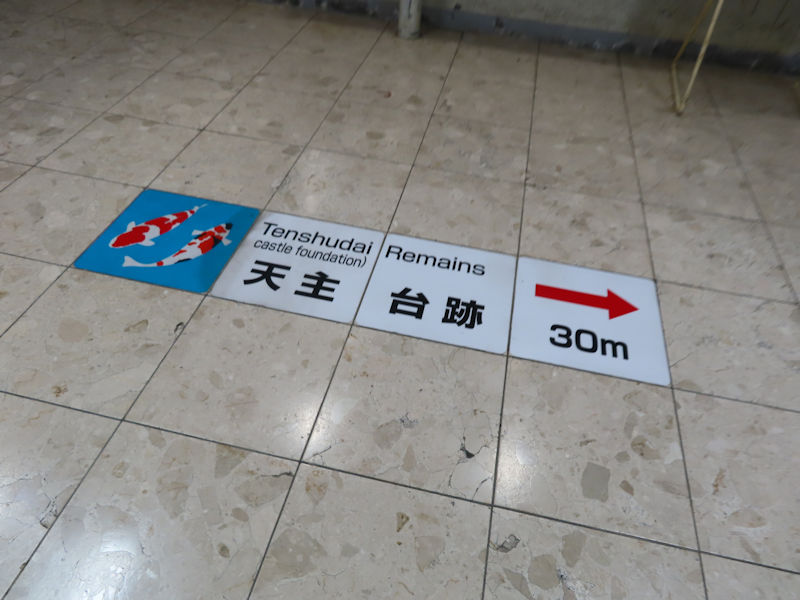 Tenshudai Remains
castle foundation)
天主台跡
30m